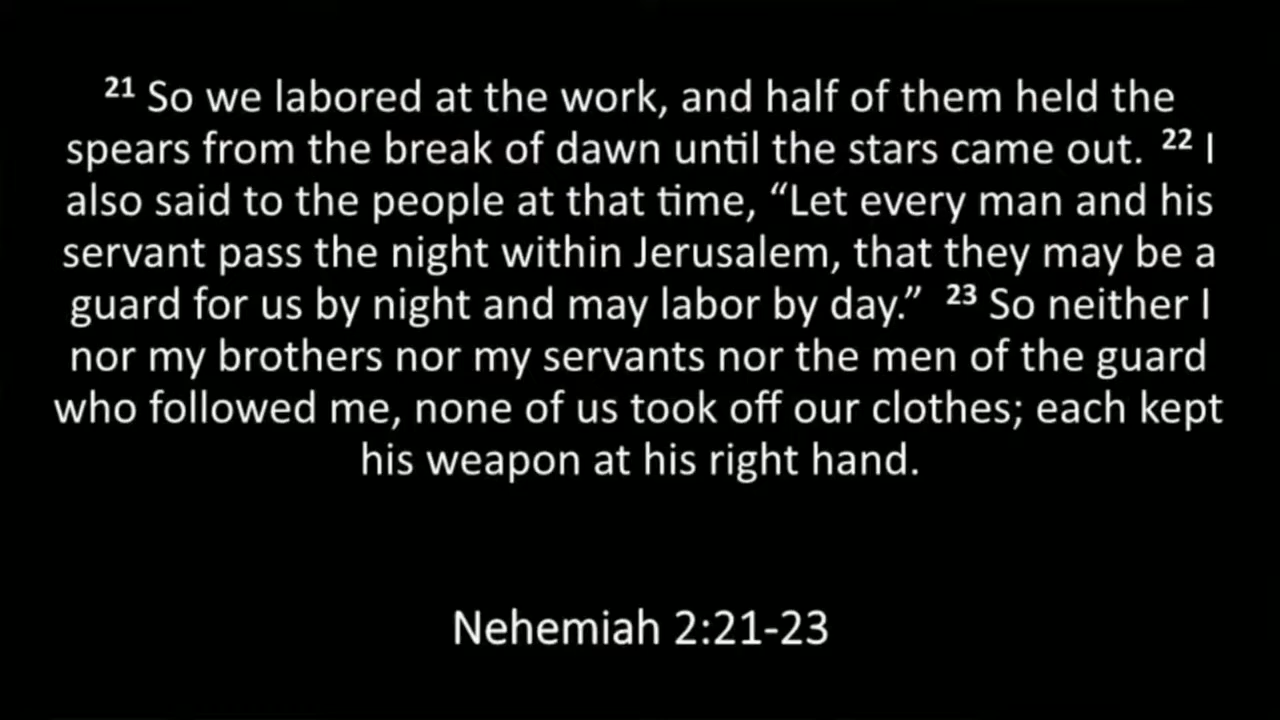 21 So we labored at the work, and half of them held the
spears from the break of dawn until the stars came out. 22 I
also said to the people at that time, “Let every man and his
servant pass the night within Jerusalem, that they may be a
guard for us by night and may labor by day.” 23 So neither I
nor my brothers nor my servants nor the men of the guard
who followed me, none of us took off our clothes; each kept
his weapon at his right hand.
Nehemiah 2:21-23